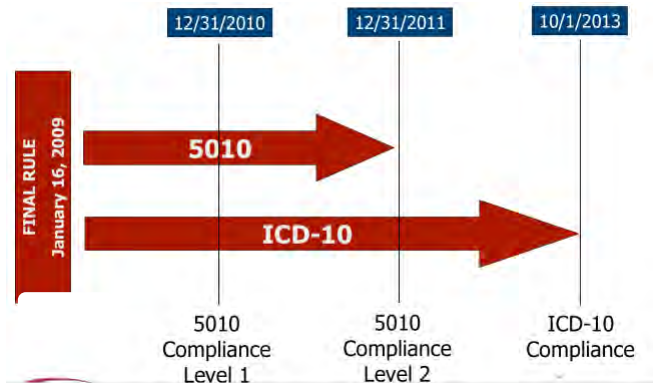 12/31/2010
12/31/2011
10/1/2013
FINAL RULE
January 16, 2009
5010
ICD-10
5010
Compliance
Level 1
5010
Compliance
Level 2
ICD-10
Compliance